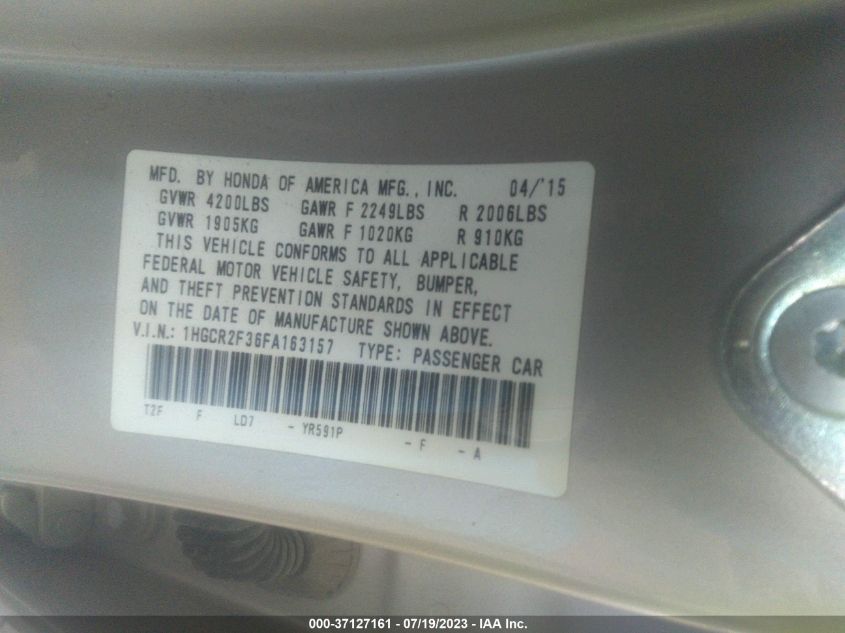 MFD. BY HONDA OF AMERICA MFG., INC. 04/'15
GVWR 4200LBS GAWR F 2249LBS R 2006LBS
GVWR 1905KG GAWR F 1020KG R 910KG
THIS VEHICLE CONFORMS TO ALL APPLICABLE
FEDERAL MOTOR VEHICLE SAFETY, BUMPER,
AND THEFT PREVENTION STANDARDS IN EFFECT
ON THE DATE OF MANUFACTURE SHOWN ABOVE.
V.I.N.: 1HGCR2F36FA163157 TYPE: PASSENGER CAR
T2F F LD7 - YR591P - F - A
000-37127161 - 07/19/2023 - IAA Inc.